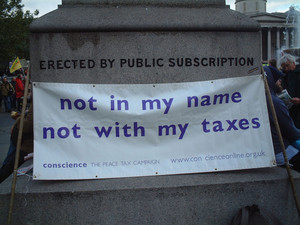 ERECTED BY PUBLIC SUBSCRIPTION
not in my name
not with my taxes
conscience THE PEACE TAX CAMPAIGN www.conscienceonline.org.uk